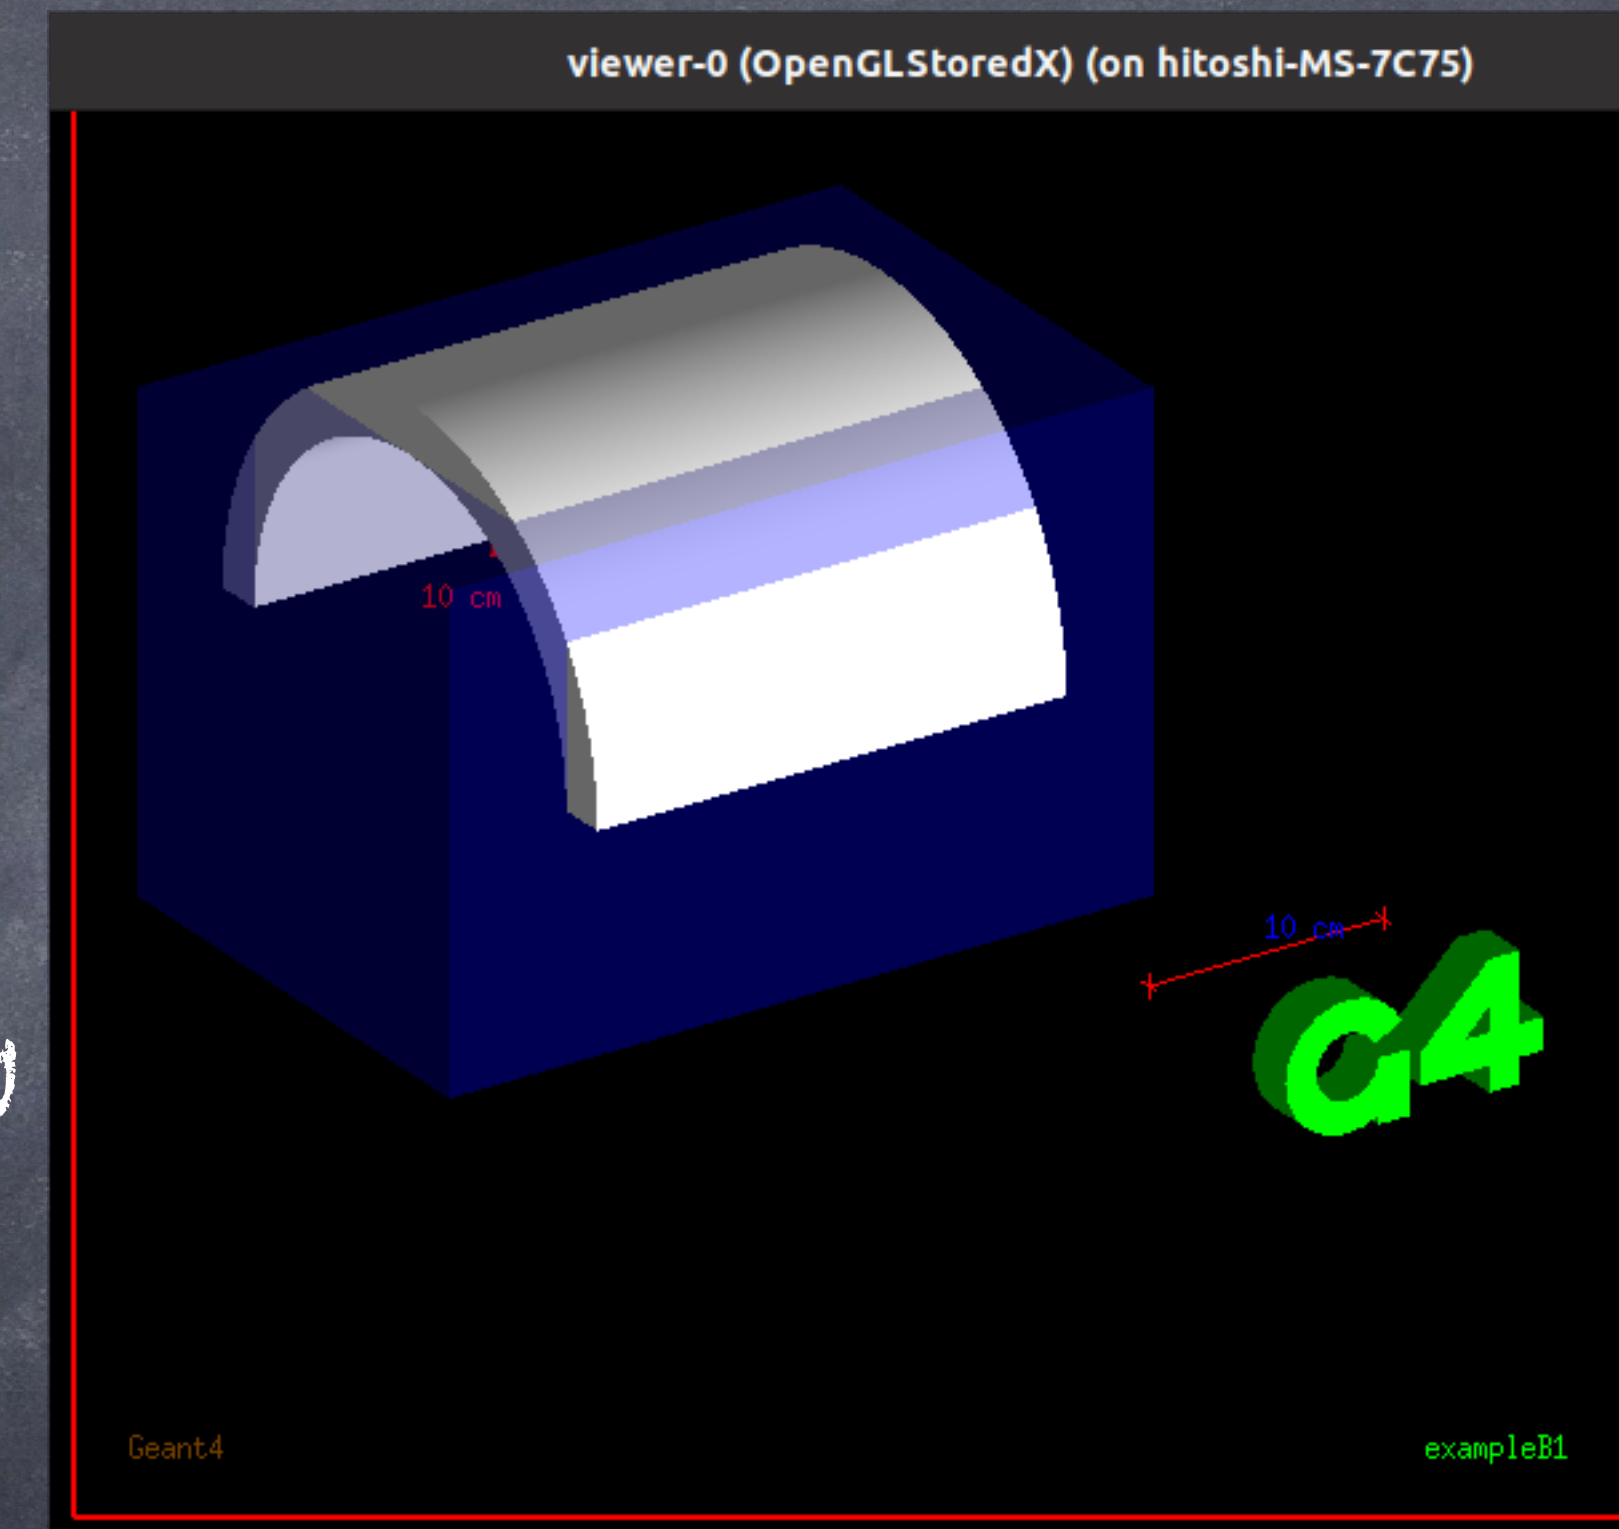 viewer-0 (OpenGLStoredX) (on hitoshi-MS-7C75)
10 cm
10 cm
G4
Geant4
exampleB1